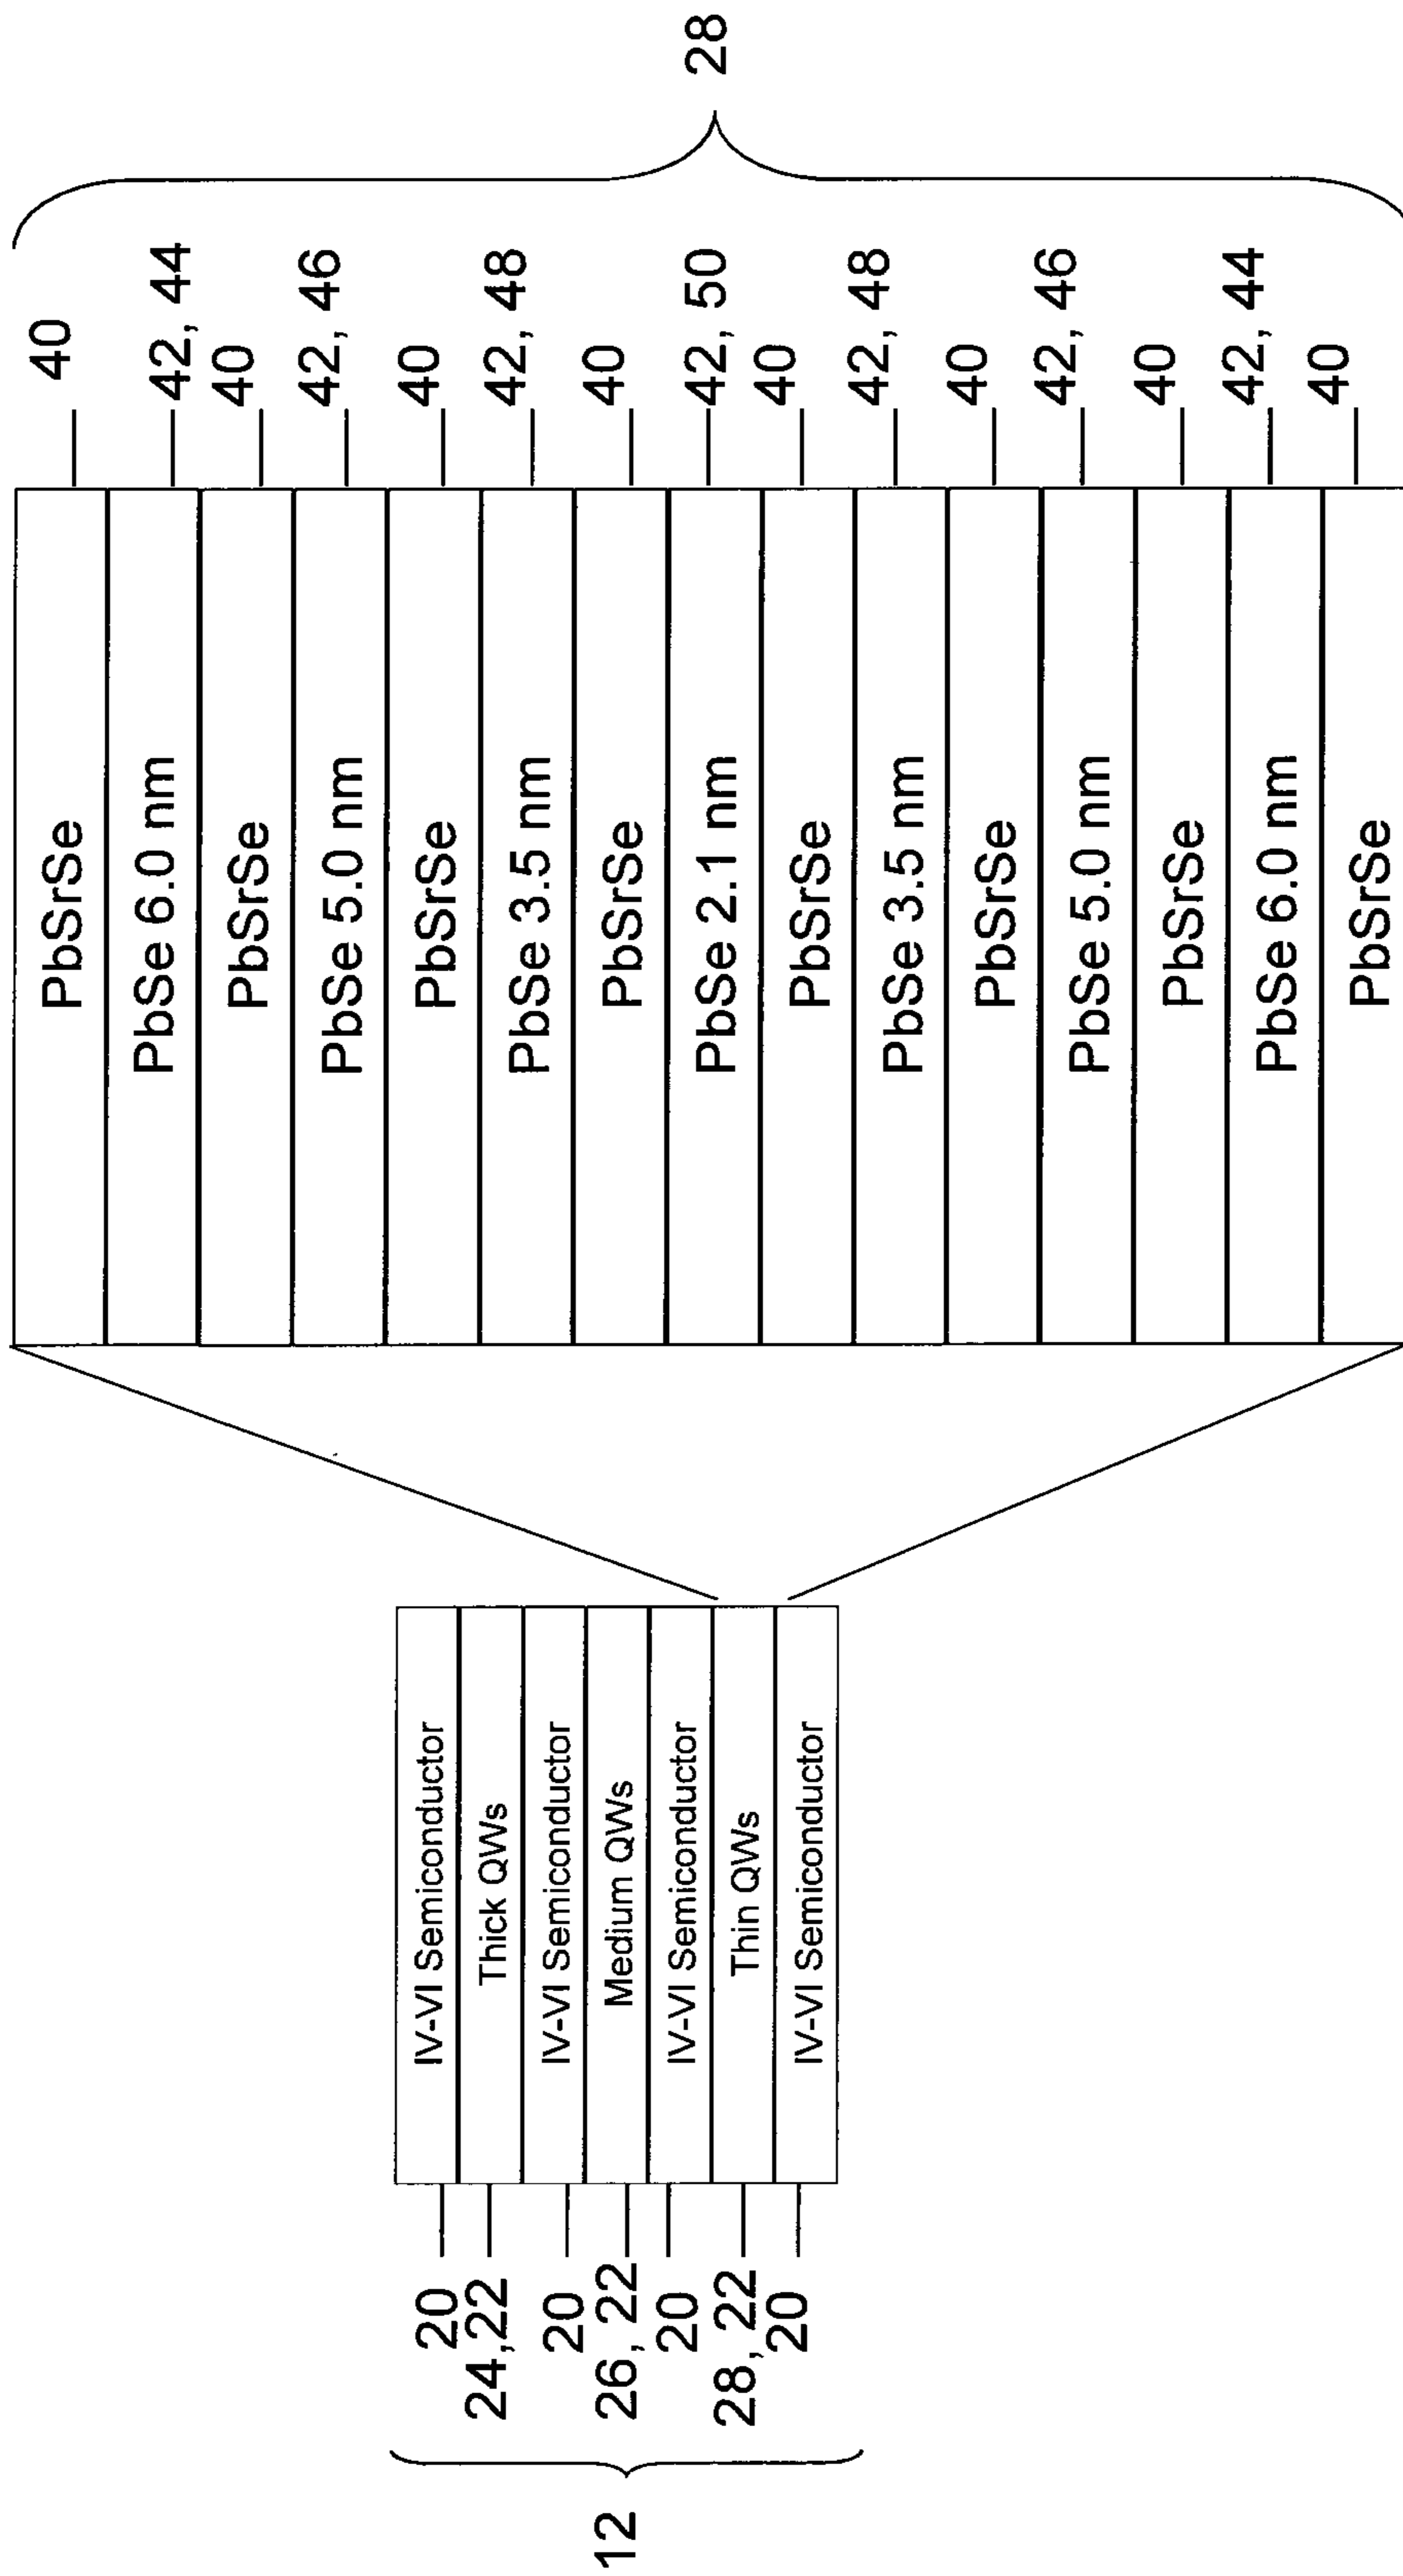 12
20
24,22
20
26, 22
20
28, 22
20
IV-VI Semiconductor
Thick QWs
IV-VI Semiconductor
Medium QWs
IV-VI Semiconductor
Thin QWs
IV-VI Semiconductor
PbSrSe
PbSe 6.0 nm
PbSrSe
PbSe 5.0 nm
PbSrSe
PbSe 3.5 nm
PbSrSe
PbSe 2.1 nm
PbSrSe
PbSe 3.5 nm
PbSrSe
PbSe 5.0 nm
PbSrSe
PbSe 6.0 nm
PbSrSe
40
42, 44
40
42, 46
40
42, 48
40
42, 50
40
42, 48
40
42, 46
40
42, 44
40
28